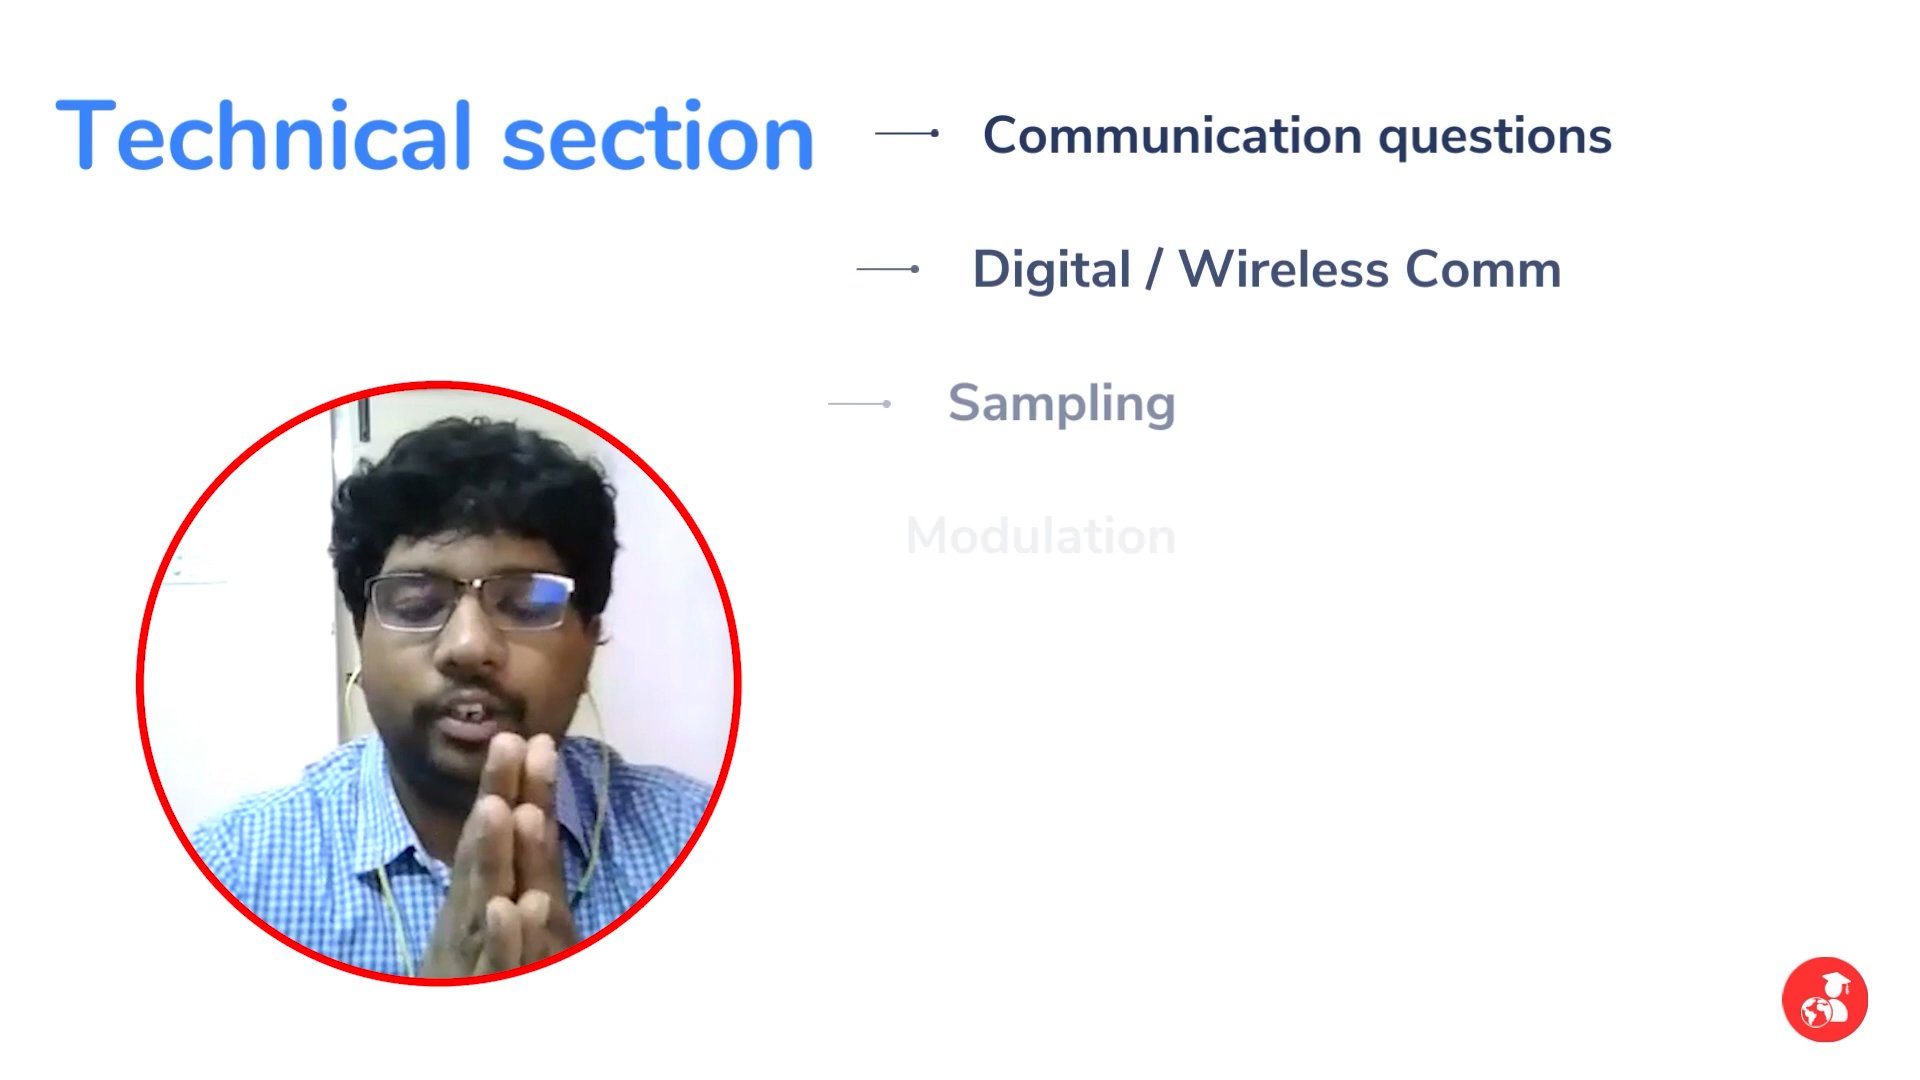 Technical section
Communication questions
Digital / Wireless Comm
Sampling
Modulation